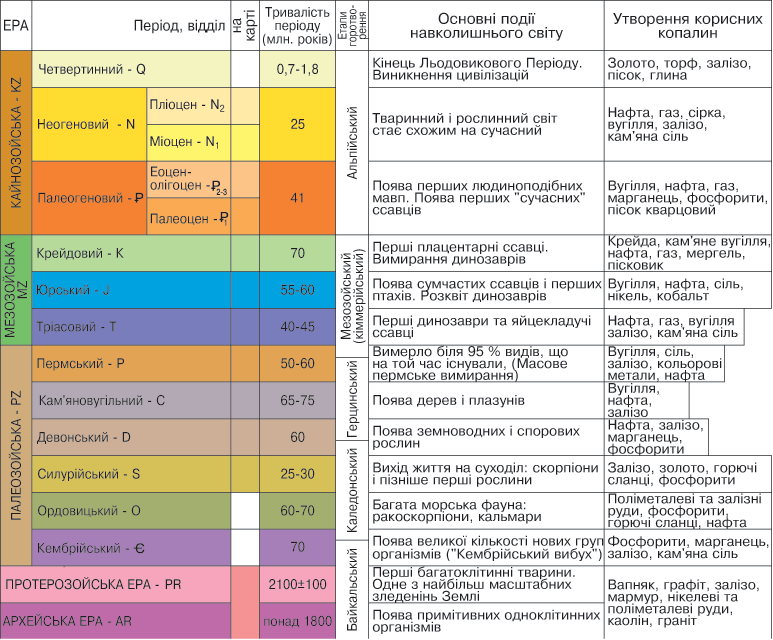 ЕРА
Період, відділ
на карті
Тривалість
періоду
(млн. років)
Етапи
горотво-
рення
Основні події
навколишнього світу
Утворення корисних
копалин
КАЙНОЗОЙСЬКА - KZ
Четвертинний - Q
0,7-1,8
Альпійський
Кінець Льодовикового Періоду.
Виникнення цивілізацій
Золото, торф, залізо,
пісок, глина
Неогеновий - N
Пліоцен - N2
Міоцен - N1
25
Тваринний і рослинний світ
стає схожим на сучасний
Нафта, газ, сірка,
вугілля, залізо,
кам'яна сіль
Палеогеновий - Ꝑ
Еоцен-
олігоцен - Ꝑ2-3
Палеоцен - Ꝑ1
41
Поява перших людиноподібних
мавп. Поява перших "сучасних"
ссавців
Вугілля, нафта, газ,
марганець, фосфорити,
пісок кварцовий
МЕЗОЗОЙСЬКА
MZ
Крейдовий - K
70
Мезозойський
(кіммерійський)
Перші плацентарні ссавці.
Вимирання динозаврів
Крейда, кам'яне вугілля,
нафта, газ, мергель,
пісковик
Юрський - J
55-60
Поява сумчастих ссавців і перших
птахів. Розквіт динозаврів
Вугілля, нафта, сіль,
нікель, кобальт
Тріасовий - T
40-45
Перші динозаври та яйцекладучі
ссавці
Нафта, газ, вугілля
залізо, кам'яна сіль
ПАЛЕОЗОЙСЬКА - PZ
Пермський - P
50-60
Герцинський
Вимерло біля 95 % видів, що
на той час існували, (Масове
пермське вимирання)
Вугілля, сіль,
залізо, кольорові
метали, нафта
Кам'яновугільний - C
65-75
Поява дерев і плазунів
Вугілля,
нафта,
залізо
Девонський - D
60
Поява земноводних і спорових
рослин
Нафта, залізо,
марганець,
фосфорити
Силурійський - S
25-30
Каледонський
Вихід життя на суходіл: скорпіони
і пізніше перші рослини
Залізо, золото, горючі
сланці, фосфорити
Ордовицький - O
60-70
Багата морська фауна:
ракоскорпіони, кальмари
Поліметалеві та залізні
руди, фосфорити,
горючі сланці, нафта
Кембрійський - Ꞓ
70
Байкальський
Поява великої кількості нових груп
організмів ("Кембрійський вибух")
Фосфорити, марганець,
залізо, кам'яна сіль
ПРОТЕРОЗОЙСЬКА ЕРА - PR
2100±100
Перші багатоклітинні тварини.
Одне з найбільш масштабних
зледенінь Землі
Вапняк, графіт, залізо,
мармур, нікелеві та
поліметалеві руди,
каолін, граніт
АРХЕЙСЬКА ЕРА - AR
понад 1800
Поява примітивних одноклітинних
організмів